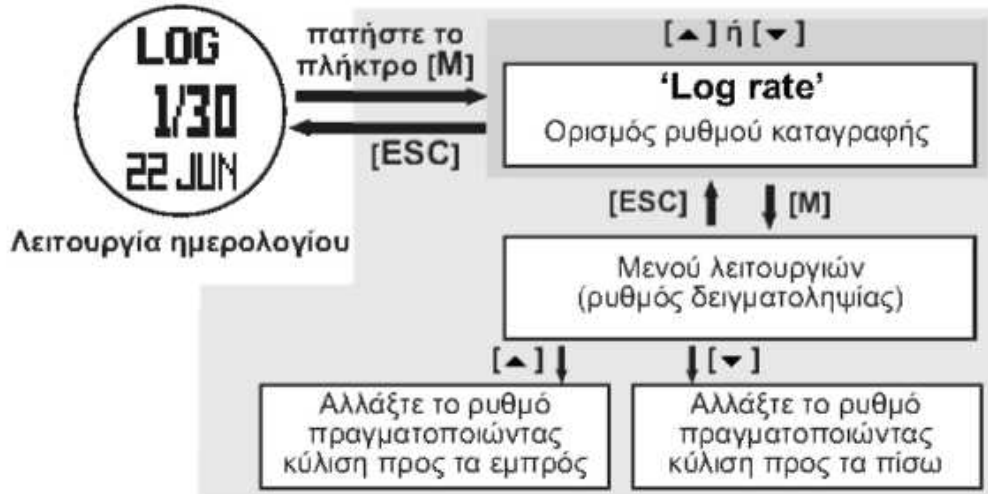 LOG
1/30
22 JUN
Λειτουργία ημερολογίου
πατήστε το
πλήκτρο [M]
[ESC]
[▲] ή [▼]
‘Log rate’
Ορισμός ρυθμού καταγραφής
[ESC] [M]
Μενού λειτουργιών
(ρυθμός δειγματοληψίας)
[▲] [▼]
Αλλάξτε το ρυθμό
πραγματοποιώντας
κύλιση προς τα εμπρός
Αλλάξτε το ρυθμό
πραγματοποιώντας
κύλιση προς τα πίσω